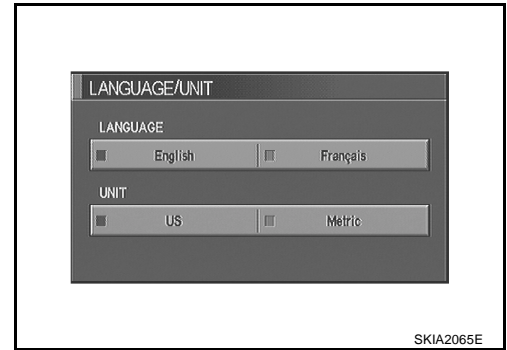 LANGUAGE/UNIT
LANGUAGE
English Français
UNIT
US Metric
SKIA2065E